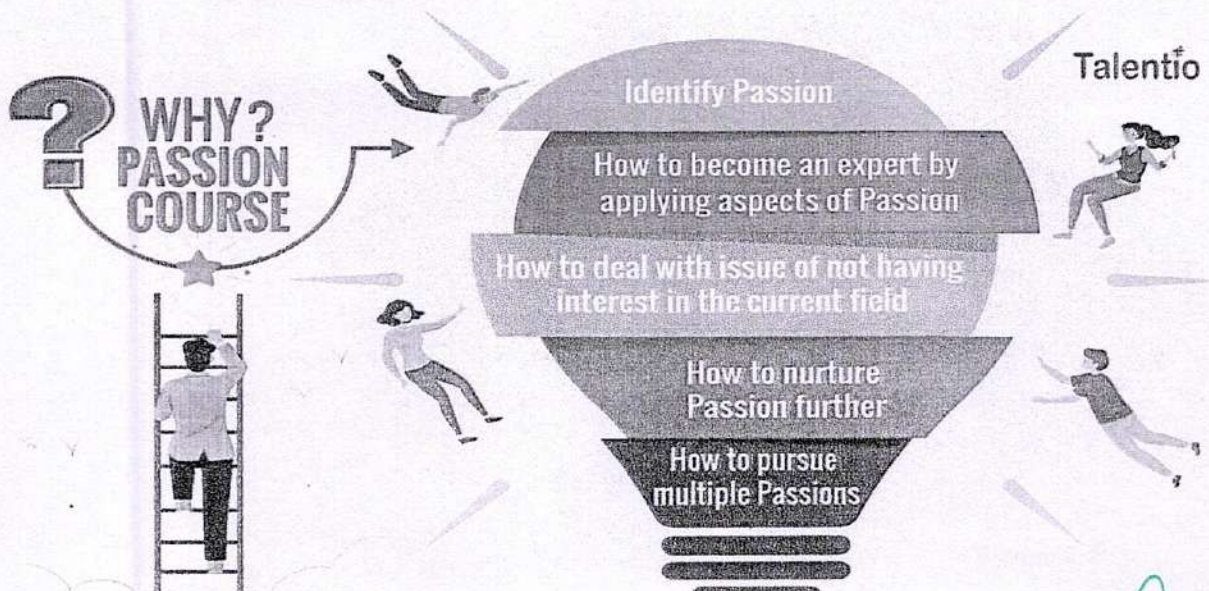 ?
WHY?
PASSION
COURSE
Talentio
Identify Passion
How to become an expert by
applying aspects of Passion
How to deal with issue of not having
interest in the current field
How to nurture
Passion further
How to pursue
multiple Passions